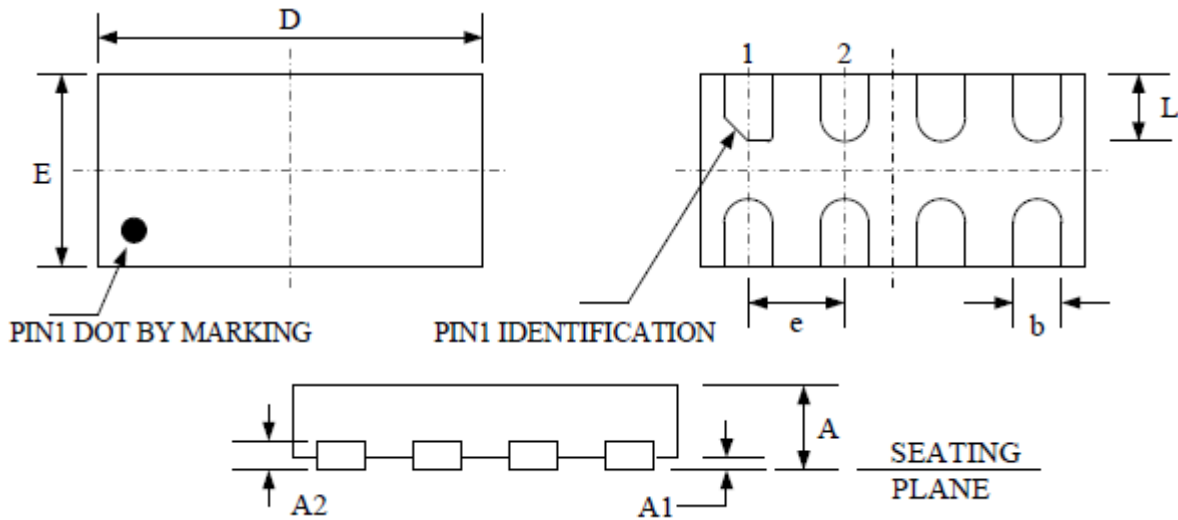 D
1 2
E
L
PIN1 DOT BY MARKING
PIN1 IDENTIFICATION
e
b
A
SEATING
PLANE
A2
A1